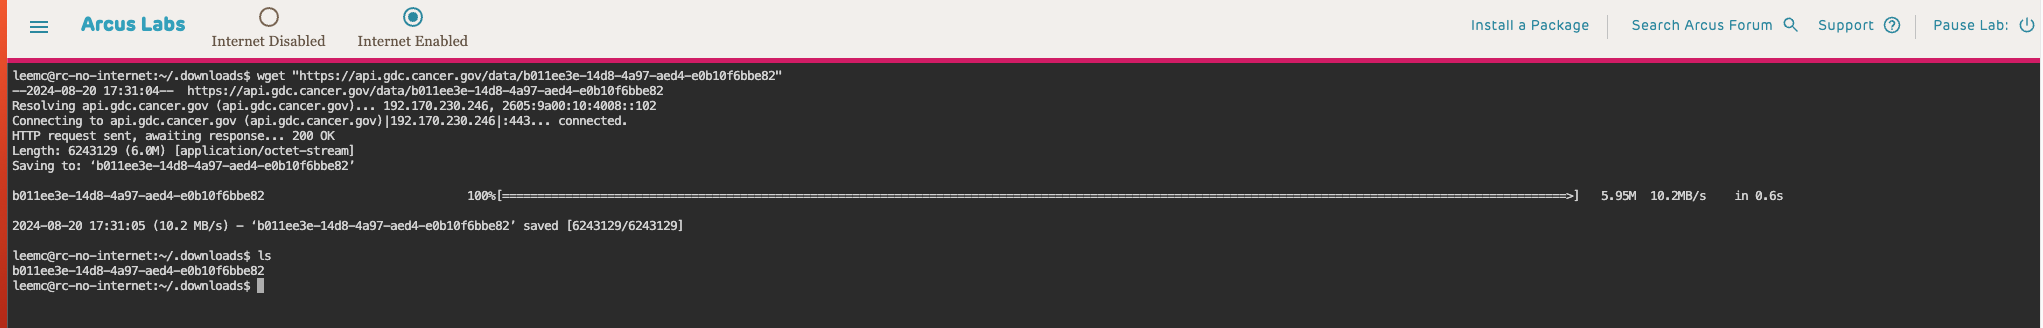 Arcus Labs
Internet Disabled
Internet Enabled
Install a Package
Search Arcus Forum
Support
Pause Lab:
leemc@rc-no-internet:~/.downloads$ wget "https://api.gdc.cancer.gov/data/b011ee3e-14d8-4a97-aed4-e0b10f6bbe82"
--2024-08-20 17:31:04--  https://api.gdc.cancer.gov/data/b011ee3e-14d8-4a97-aed4-e0b10f6bbe82
Resolving api.gdc.cancer.gov (api.gdc.cancer.gov)... 192.170.230.246, 2605:9a00:10:4008::102
Connecting to api.gdc.cancer.gov (api.gdc.cancer.gov)|192.170.230.246|:443... connected.
HTTP request sent, awaiting response... 200 OK
Length: 6243129 (6.0M) [application/octet-stream]
Saving to: ‘b011ee3e-14d8-4a97-aed4-e0b10f6bbe82’
b011ee3e-14d8-4a97-aed4-e0b10f6bbe82 100%[=====================================================>] 5.95M 10.2MB/s in 0.6s
2024-08-20 17:31:05 (10.2 MB/s) - ‘b011ee3e-14d8-4a97-aed4-e0b10f6bbe82’ saved [6243129/6243129]
leemc@rc-no-internet:~/.downloads$ ls
b011ee3e-14d8-4a97-aed4-e0b10f6bbe82
leemc@rc-no-internet:~/.downloads$